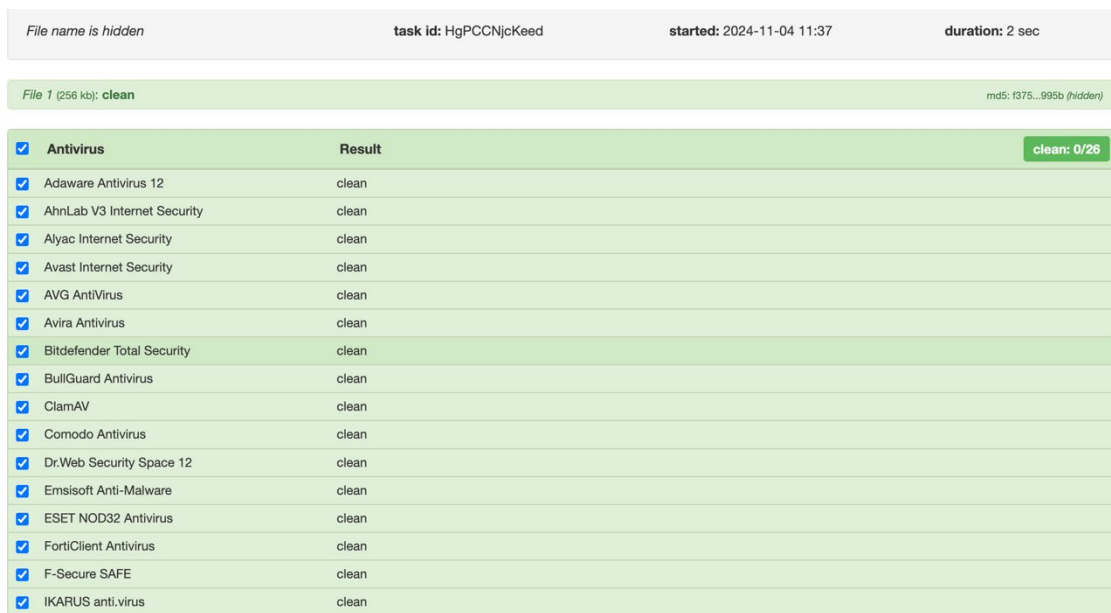 File name is hidden task id: HgPCCNjcKeed started: 2024-11-04 11:37 duration: 2 sec
File 1 (256 kb): clean md5: f375...995b (hidden)
Antivirus Result clean: 0/26
Adaware Antivirus 12 clean
AhnLab V3 Internet Security clean
Alyac Internet Security clean
Avast Internet Security clean
AVG AntiVirus clean
Avira Antivirus clean
Bitdefender Total Security clean
BullGuard Antivirus clean
ClamAV clean
Comodo Antivirus clean
Dr.Web Security Space 12 clean
Emsisoft Anti-Malware clean
ESET NOD32 Antivirus clean
FortiClient Antivirus clean
F-Secure SAFE clean
IKARUS anti.virus clean